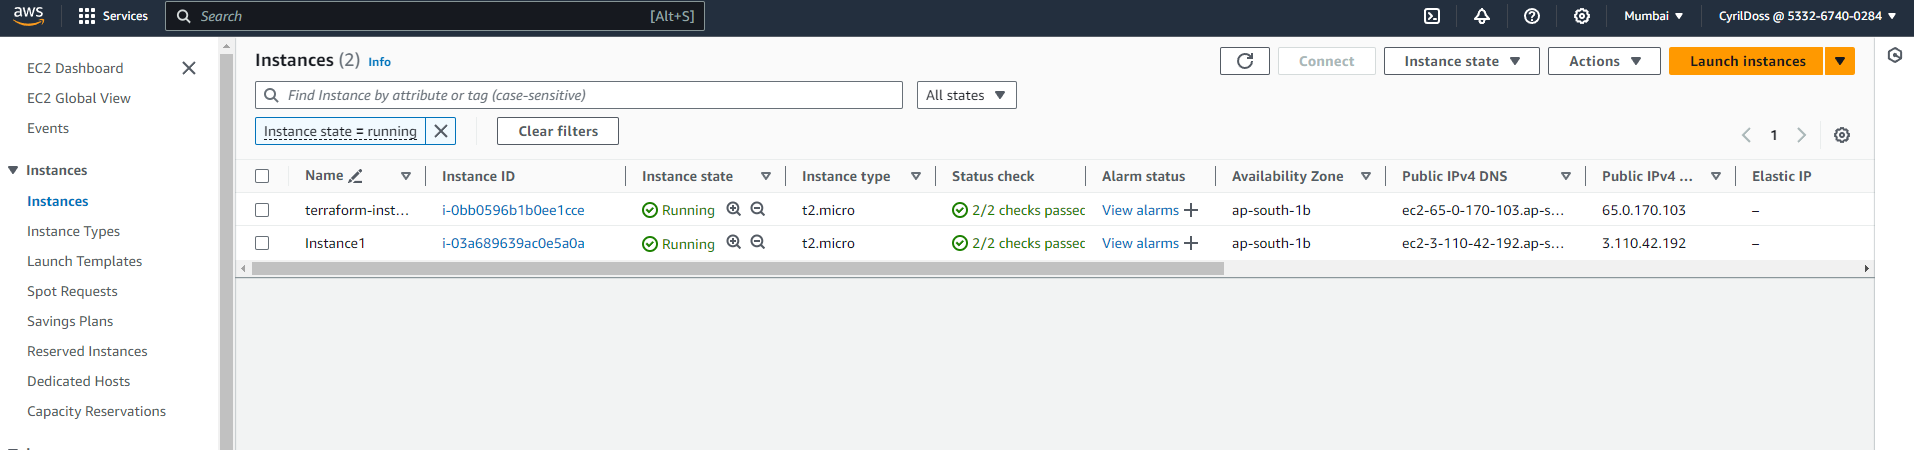 aws
Services
Search [Alt+S]
Mumbai ▼
CyrilDoss @ 5332-6740-0284 ▼
EC2 Dashboard
EC2 Global View
Events
Instances
Instances
Instance Types
Launch Templates
Spot Requests
Savings Plans
Reserved Instances
Dedicated Hosts
Capacity Reservations
Instances (2) Info
Connect
Instance state ▼
Actions ▼
Launch instances
Find Instance by attribute or tag (case-sensitive)
All states ▼
Instance state = running
Clear filters
1
Name Instance ID Instance state Instance type Status check Alarm status Availability Zone Public IPv4 DNS Public IPv4 ... Elastic IP
terraform-inst... i-0bb0596b1b0ee1cce Running t2.micro 2/2 checks passed View alarms + ap-south-1b ec2-65-0-170-103.ap-s... 65.0.170.103 –
Instance1 i-03a689639ac0e5a0a Running t2.micro 2/2 checks passed View alarms + ap-south-1b ec2-3-110-42-192.ap-s... 3.110.42.192 –